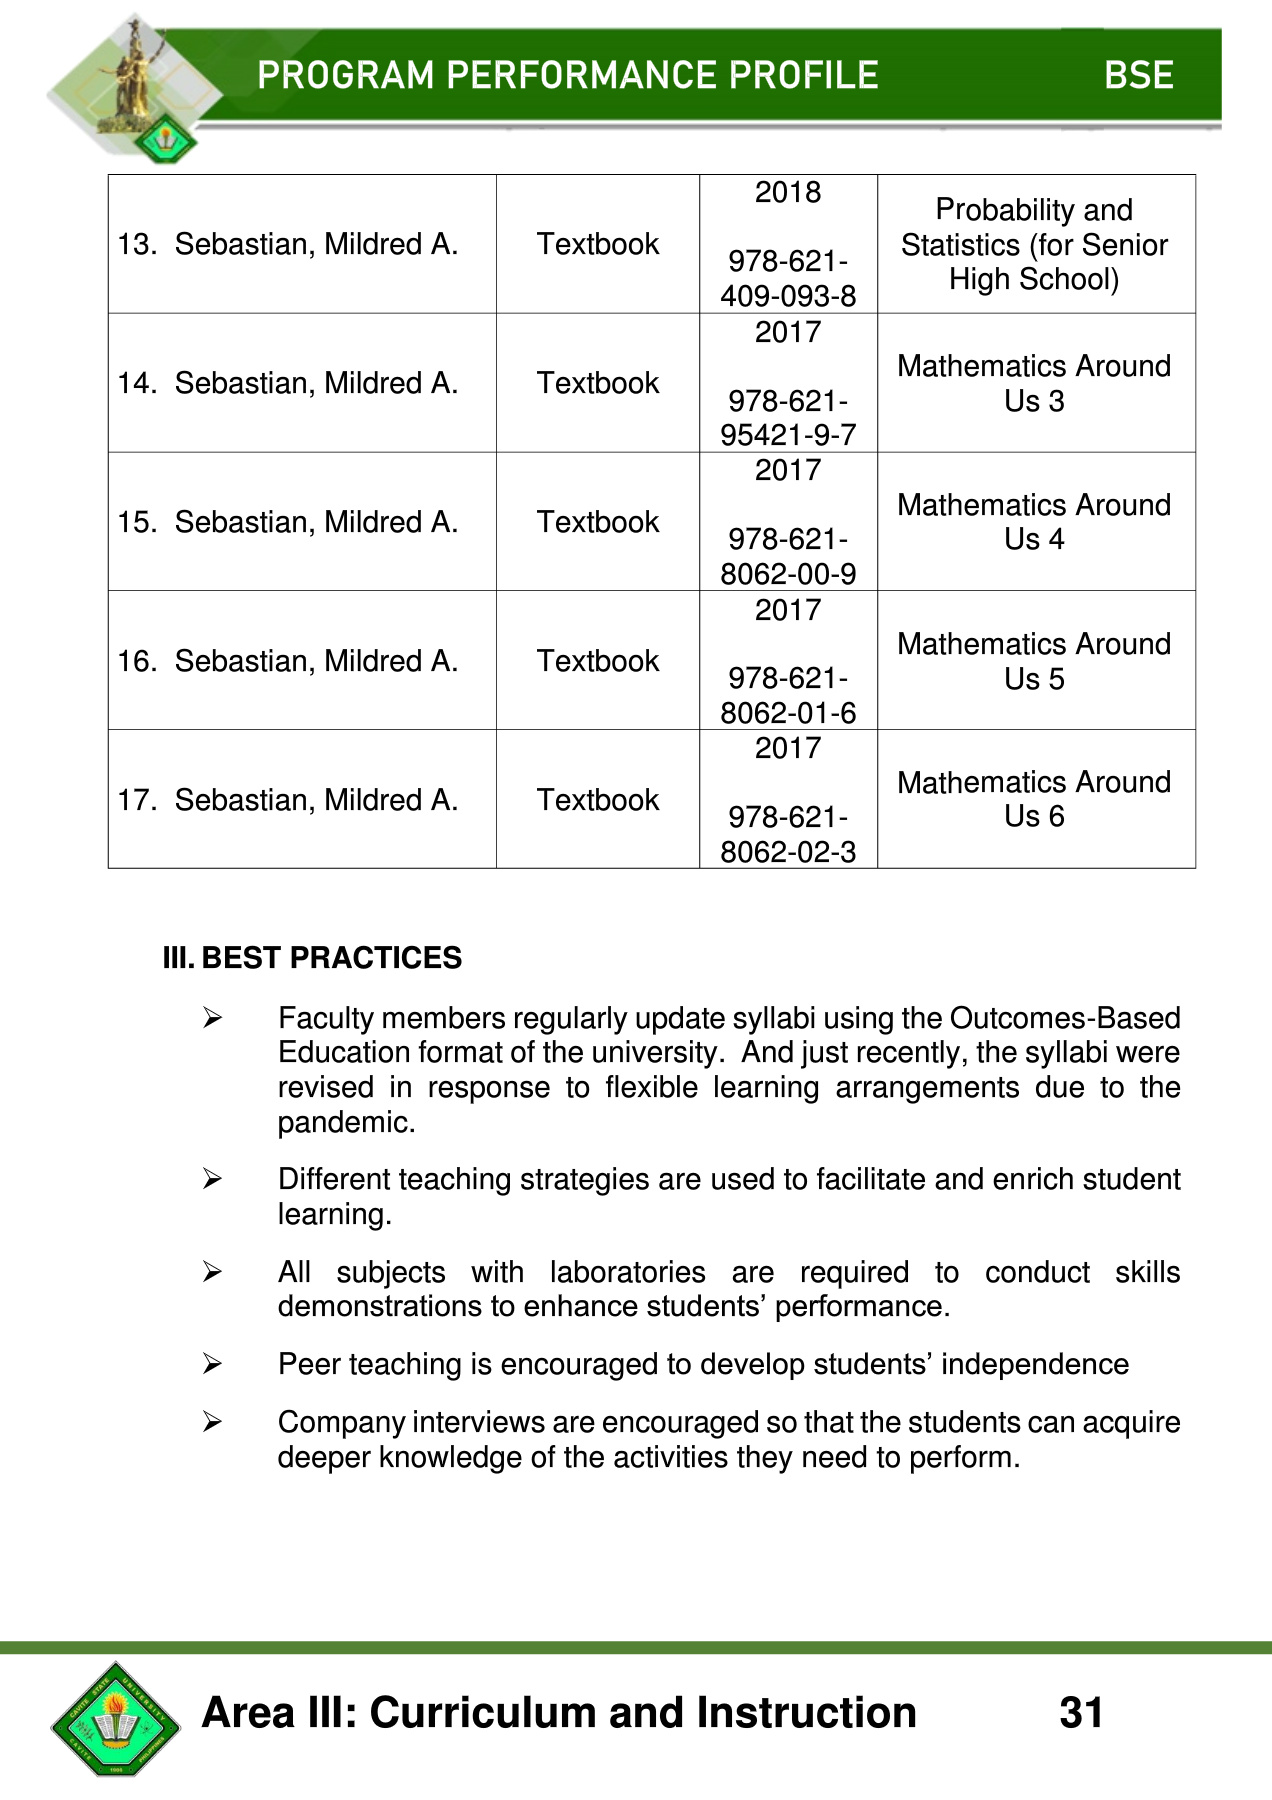 PROGRAM PERFORMANCE PROFILE BSE
13. Sebastian, Mildred A. Textbook 2018 978-621-409-093-8 Probability and Statistics (for Senior High School)
14. Sebastian, Mildred A. Textbook 2017 978-621-95421-9-7 Mathematics Around Us 3
15. Sebastian, Mildred A. Textbook 2017 978-621-8062-00-9 Mathematics Around Us 4
16. Sebastian, Mildred A. Textbook 2017 978-621-8062-01-6 Mathematics Around Us 5
17. Sebastian, Mildred A. Textbook 2017 978-621-8062-02-3 Mathematics Around Us 6
III. BEST PRACTICES
➢ Faculty members regularly update syllabi using the Outcomes-Based
Education format of the university. And just recently, the syllabi were
revised in response to flexible learning arrangements due to the
pandemic.
➢ Different teaching strategies are used to facilitate and enrich student
learning.
➢ All subjects with laboratories are required to conduct skills
demonstrations to enhance students’ performance.
➢ Peer teaching is encouraged to develop students’ independence
➢ Company interviews are encouraged so that the students can acquire
deeper knowledge of the activities they need to perform.
CAVITE STATE UNIVERSITY
CAVITE 1906 PHILIPPINES
Area III: Curriculum and Instruction 31